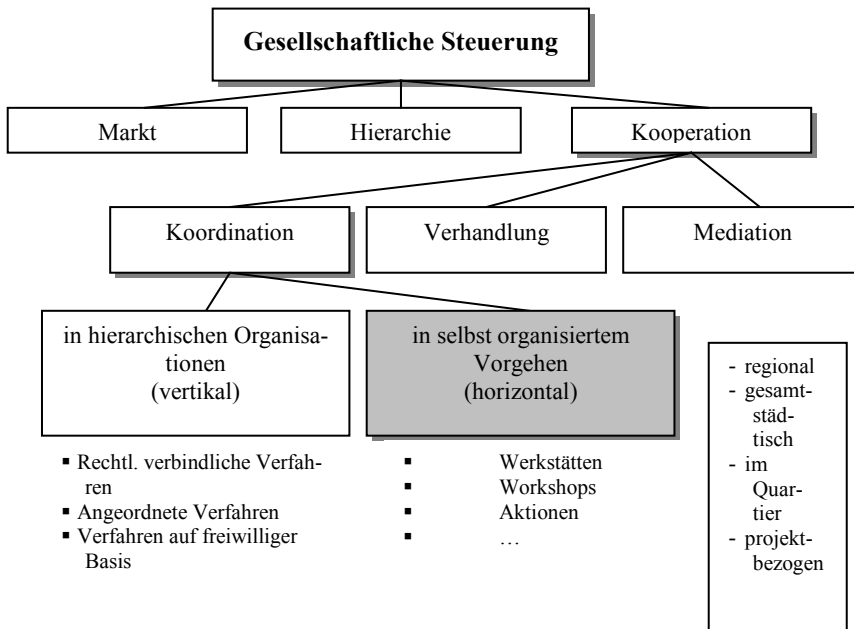 Gesellschaftliche Steuerung
Markt
Hierarchie
Kooperation
Koordination
Verhandlung
Mediation
in hierarchischen Organisa-
tionen
(vertikal)
in selbst organisiertem
Vorgehen
(horizontal)
▪ Rechtl. verbindliche Verfah-
ren
▪ Angeordnete Verfahren
▪ Verfahren auf freiwilliger
Basis
▪ Werkstätten
▪ Workshops
▪ Aktionen
▪ …
- regional
- gesamt-
städ-
tisch
- im
Quar-
tier
- projekt-
bezogen